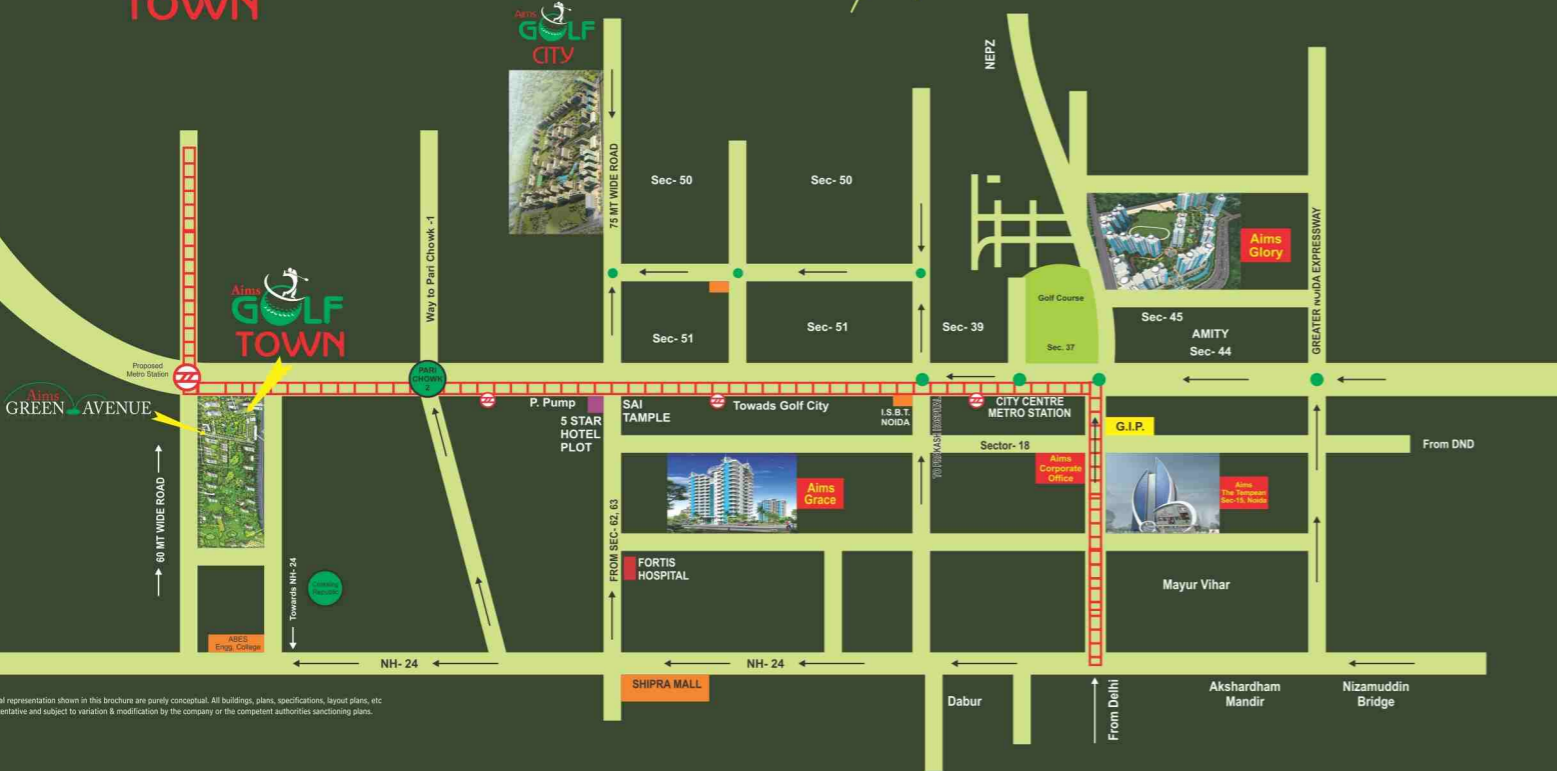 TOWN
Aims
GOLF
CITY
NEPZ
75 MT WIDE ROAD
Sec- 50
Sec- 50
Way to Pari Chowk -1
GREATER NOIDA EXPRESSWAY
Aims
Glory
Aims
GOLF
TOWN
Golf Course
Sec. 37
Sec- 51
Sec- 51
Sec- 39
Sec- 45
AMITY
Sec- 44
Proposed
Metro Station
PARI
CHOWK
2
Aims
GREEN AVENUE
P. Pump
5 STAR
HOTEL
PLOT
SAI
TAMPLE
Towads Golf City
I.S.B.T.
NOIDA
CITY CENTRE
METRO STATION
G.I.P.
Sector- 18
From DND
Aims
Corporate
Office
Aims
Grace
Aims
The Tempean
Sec-15, Noida
60 MT WIDE ROAD
FROM SEC- 62, 63
FORTIS
HOSPITAL
Towards NH- 24
Crossing
Republic
Mayur Vihar
ABES
Engg. College
NH- 24
NH- 24
SHIPRA MALL
Dabur
From Delhi
Akshardham
Mandir
Nizamuddin
Bridge
representation shown in this brochure are purely conceptual. All buildings, plans, specifications, layout plans, etc
and subject to variation & modification by the company or the competent authorities sanctioning plans.